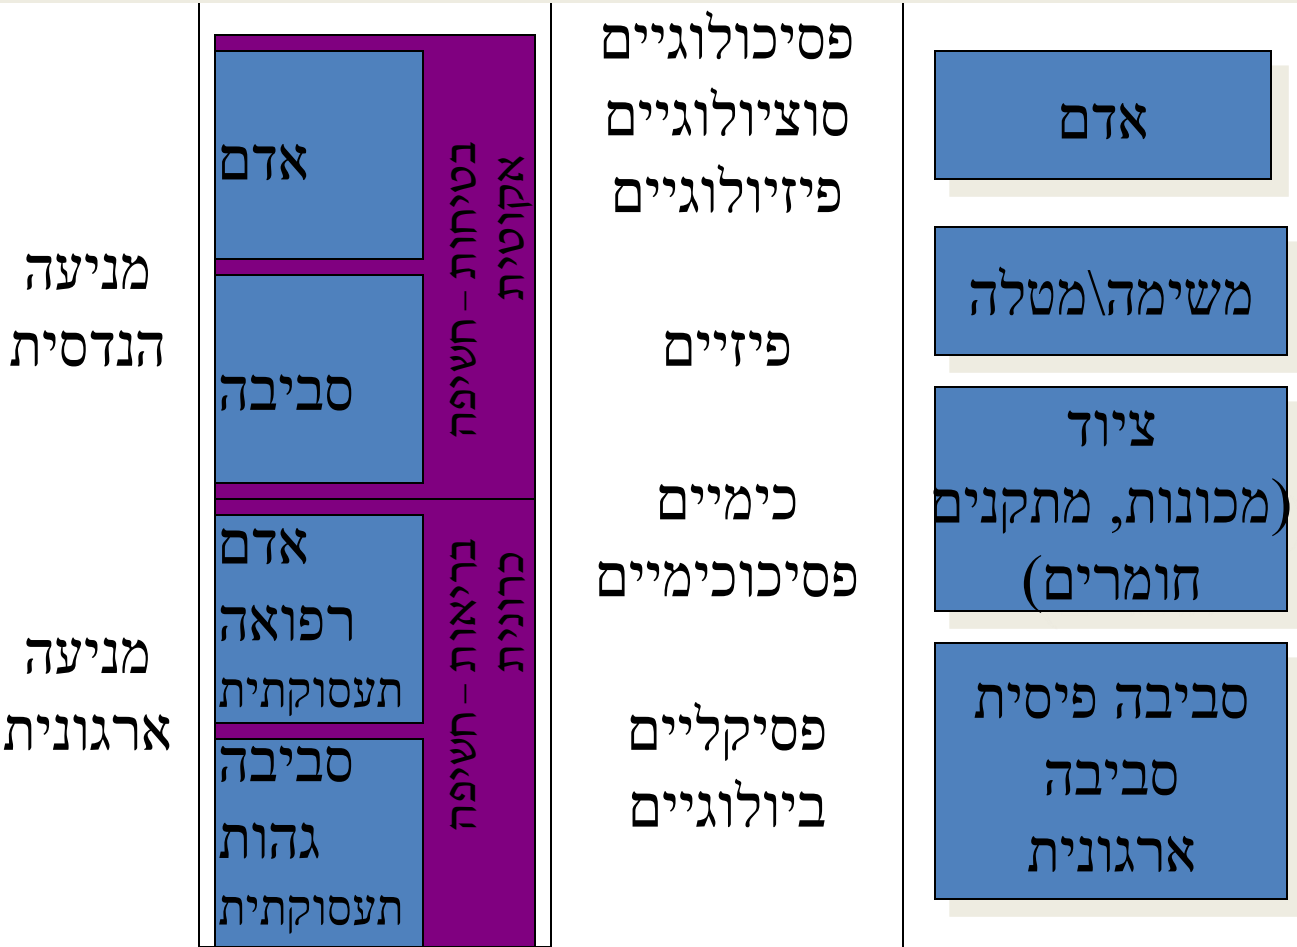 אדם
משימה\מטלה
ציוד
(מכונות, מתקנים
חומרים)
סביבה פיסית
סביבה
ארגונית
פסיכולוגיים
סוציולוגיים
פיזיולוגיים
פיזיים
כימיים
פסיכוכימיים
פסיקליים
ביולוגיים
בטיחות – חשיפה
אקוטית
אדם
סביבה
בריאות – חשיפה
כרונית
אדם
רפואה
תעסוקתית
סביבה
גהות
תעסוקתית
מניעה
הנדסית
מניעה
ארגונית